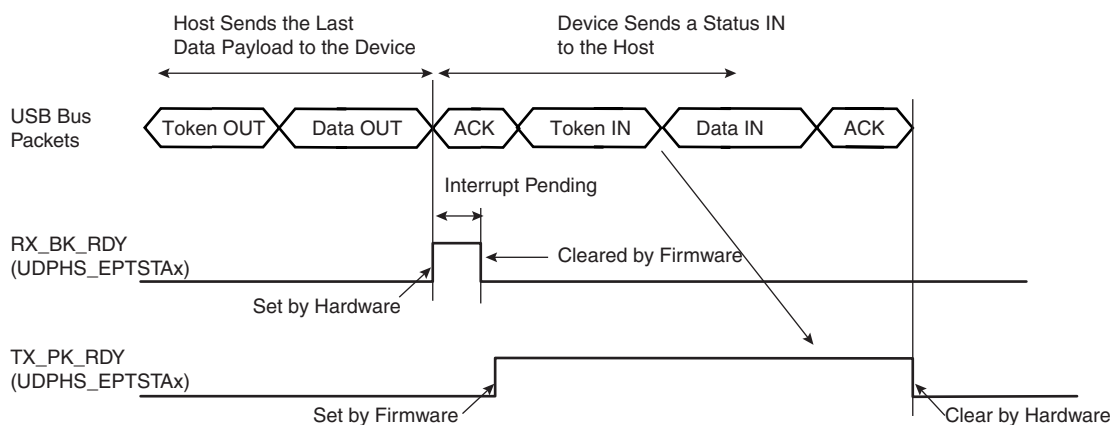 Host Sends the Last
Data Payload to the Device
Device Sends a Status IN
to the Host
USB Bus
Packets
Token OUT
Data OUT
ACK
Token IN
Data IN
ACK
Interrupt Pending
RX_BK_RDY
(UDPHS_EPTSTAx)
Cleared by Firmware
Set by Hardware
TX_PK_RDY
(UDPHS_EPTSTAx)
Set by Firmware
Clear by Hardware